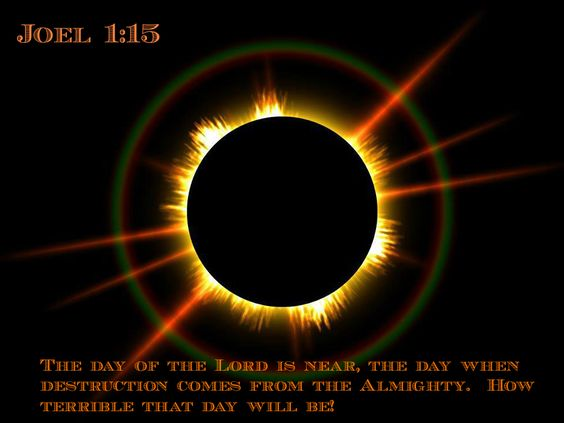 Joel 1:15
The day of the Lord is near, the day when
destruction comes from the Almighty. How
terrible that day will be!